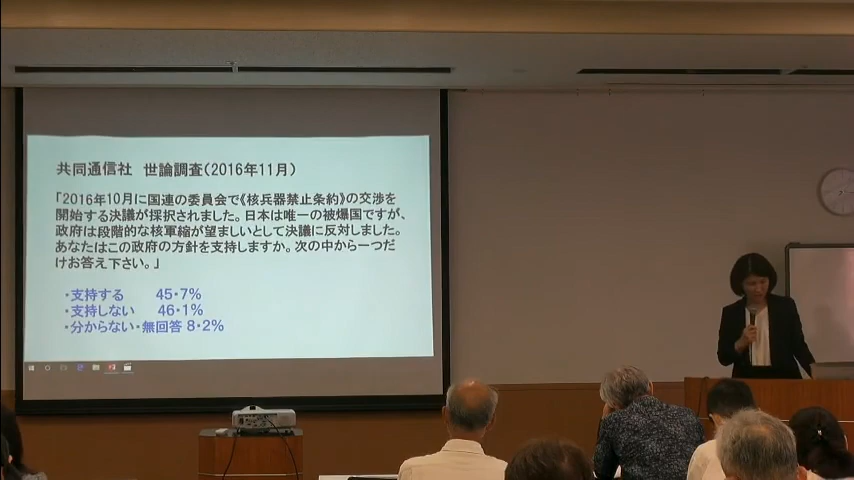 共同通信社 世論調査(2016年11月)
「2016年10月に国連の委員会で《核兵器禁止条約》の交渉を
開始する決議が採択されました。日本は唯一の被爆国ですが、
政府は段階的な核軍縮が望ましいとして決議に反対しました。
あなたはこの政府の方針を支持しますか。次の中から一つだ
けお答え下さい。」
・支持する 45・7%
・支持しない 46・1%
・分からない・無回答 8・2%